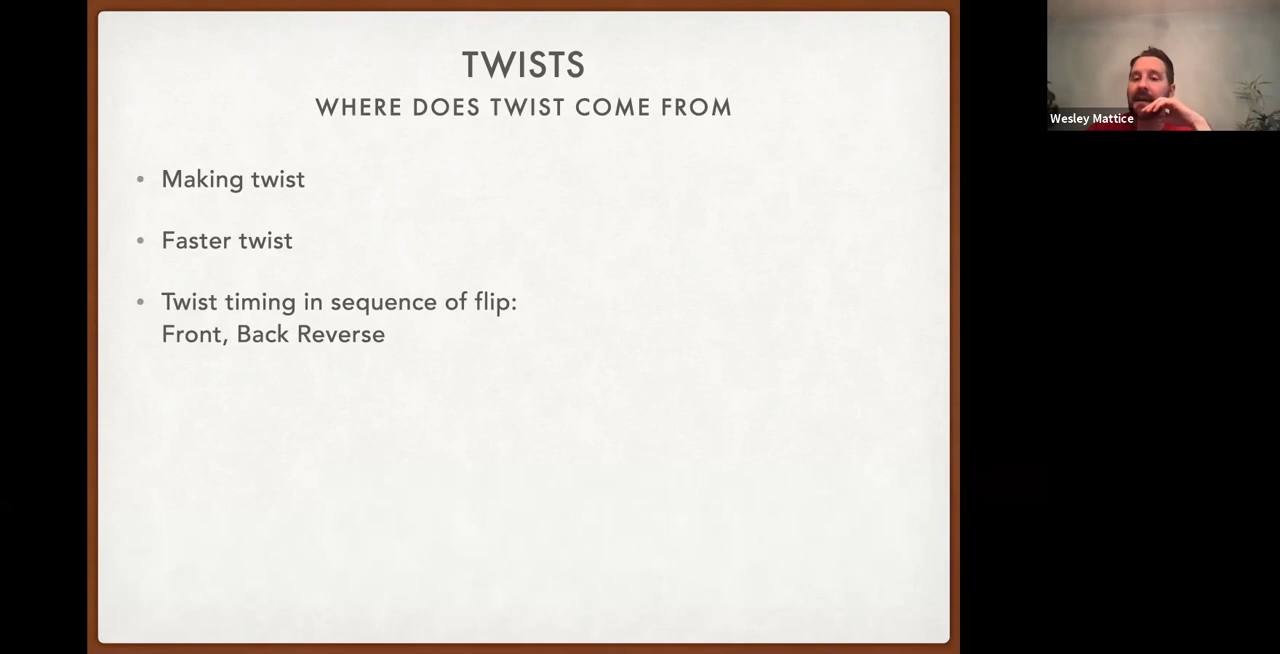 TWISTS
WHERE DOES TWIST COME FROM
• Making twist
• Faster twist
• Twist timing in sequence of flip:
Front, Back Reverse
Wesley Mattice